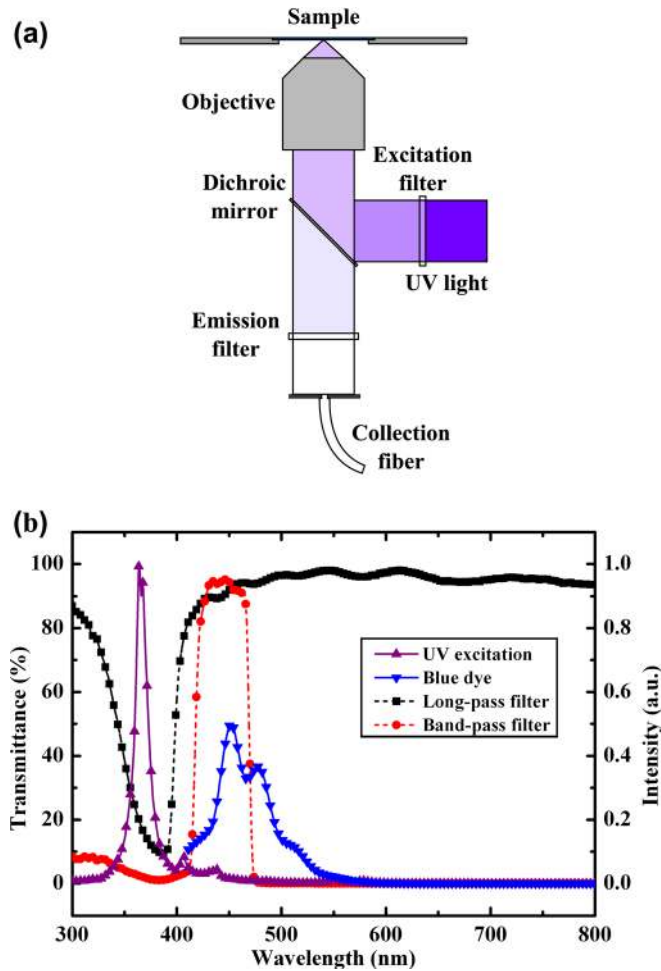 (a)
Sample
Objective
Excitation
filter
Dichroic
mirror
UV light
Emission
filter
Collection
fiber
(b)
100
80
60
40
20
0
Transmittance (%)
1.0
0.8
0.6
0.4
0.2
0.0
Intensity (a.u.)
UV excitation
Blue dye
Long-pass filter
Band-pass filter
300 400 500 600 700 800
Wavelength (nm)